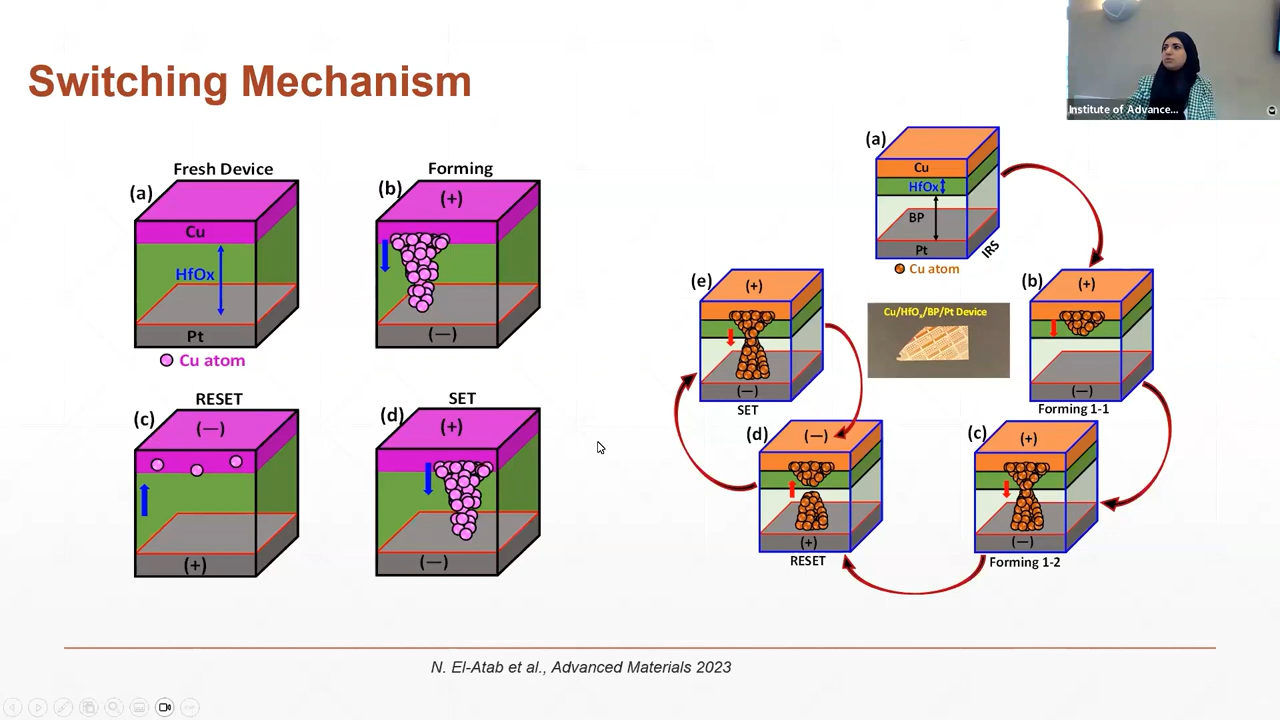 Switching Mechanism
Institute of Advance...
Fresh Device
(a)
Cu
HfOx
Pt
Cu atom
Forming
(b)
(+)
(—)
RESET
(c)
(—)
(+)
SET
(d)
(+)
(—)
(a)
Cu
HfOx
BP
Pt
IRS
Cu atom
(b)
(+)
(—)
Forming 1-1
(c)
(+)
(—)
Forming 1-2
(d)
(—)
(+)
RESET
(e)
(+)
(—)
SET
Cu/HfOx/BP/Pt Device
N. El-Atab et al., Advanced Materials 2023